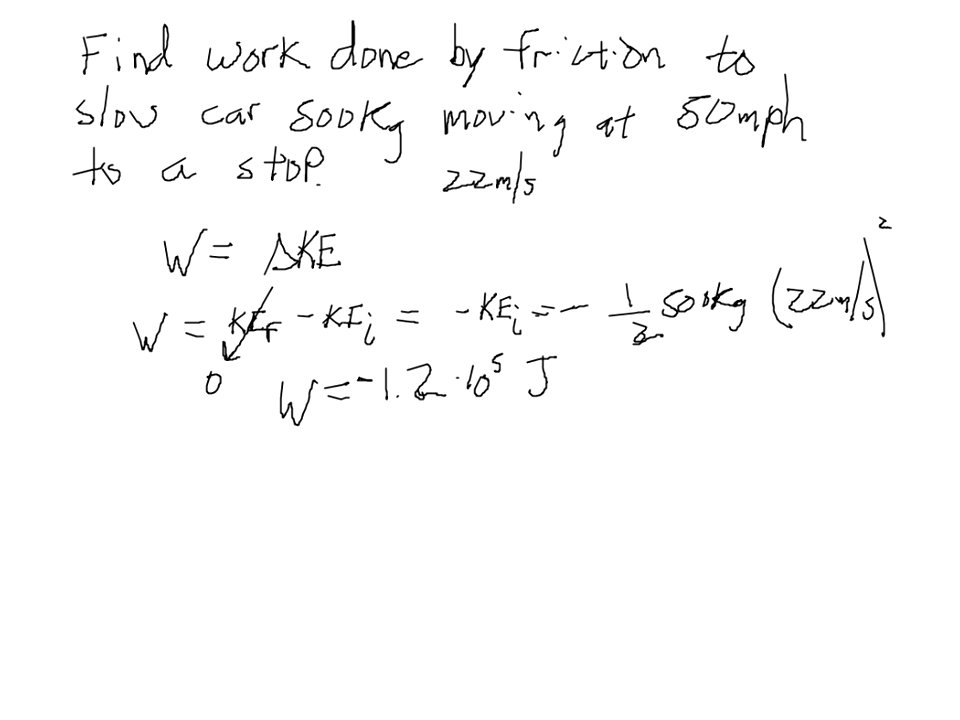 Find work done by friction to
slow car 500kg moving at 50mph
to a stop. 22m/s
W = ΔKE
W = KEf - KEi = - KEi = - 1/2 500kg (22m/s)²
0 W = -1.2·10⁵ J